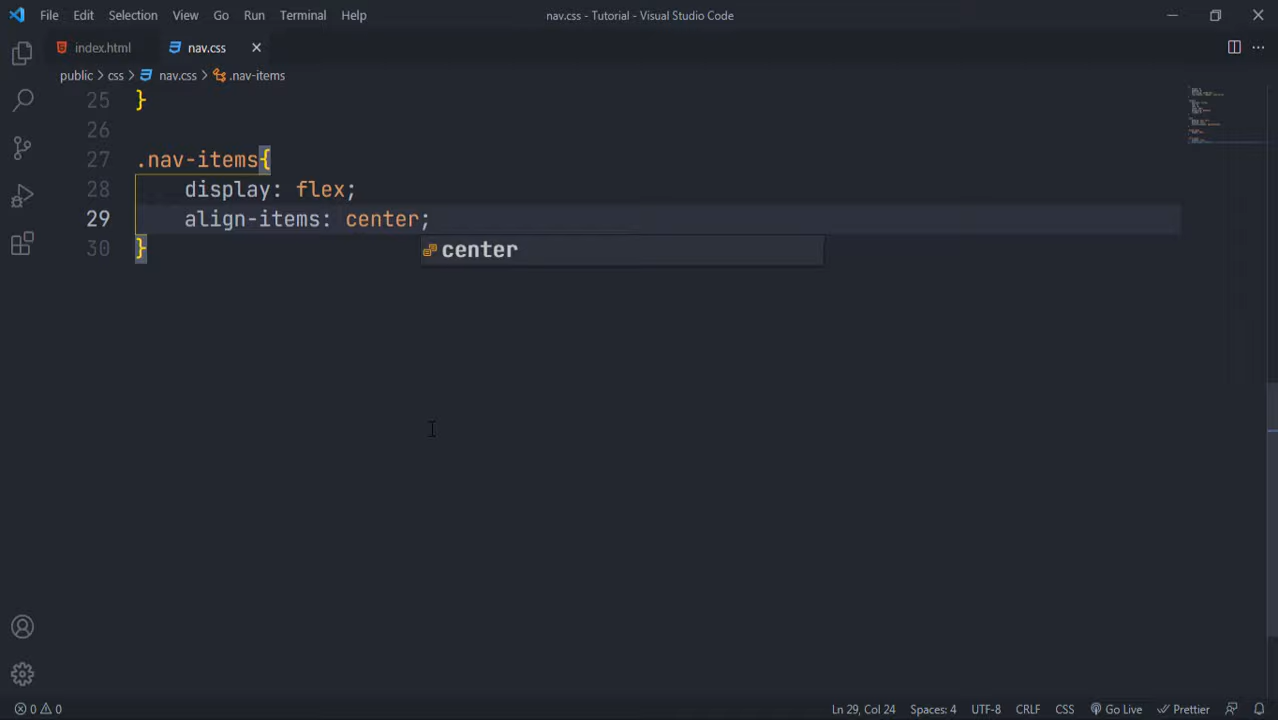 File Edit Selection View Go Run Terminal Help nav.css - Tutorial - Visual Studio Code
index.html nav.css
public > css > nav.css > .nav-items
25 }
26
27 .nav-items{
28 display: flex;
29 align-items: center;
30 }
center
0 0 Ln 29, Col 24 Spaces: 4 UTF-8 CRLF CSS Go Live Prettier